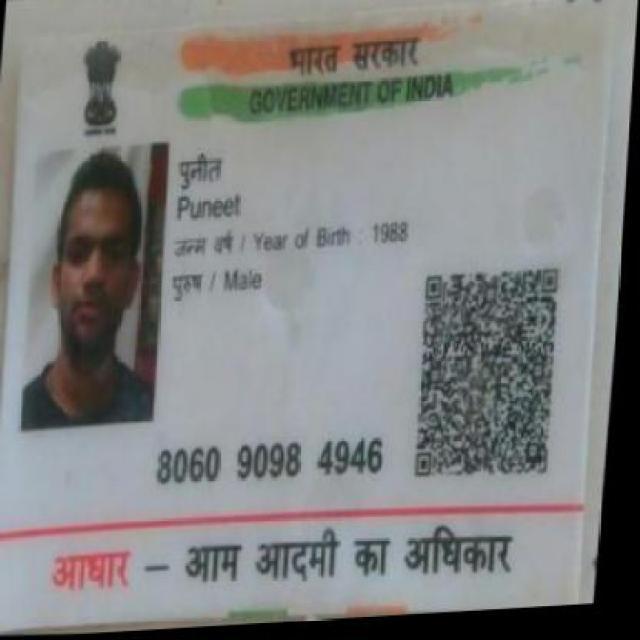 भारत सरकार
GOVERNMENT OF INDIA
पुनीत
Puneet
जन्म वर्ष / Year of Birth : 1988
पुरुष / Male
8060 9098 4946
आधार – आम आदमी का अधिकार